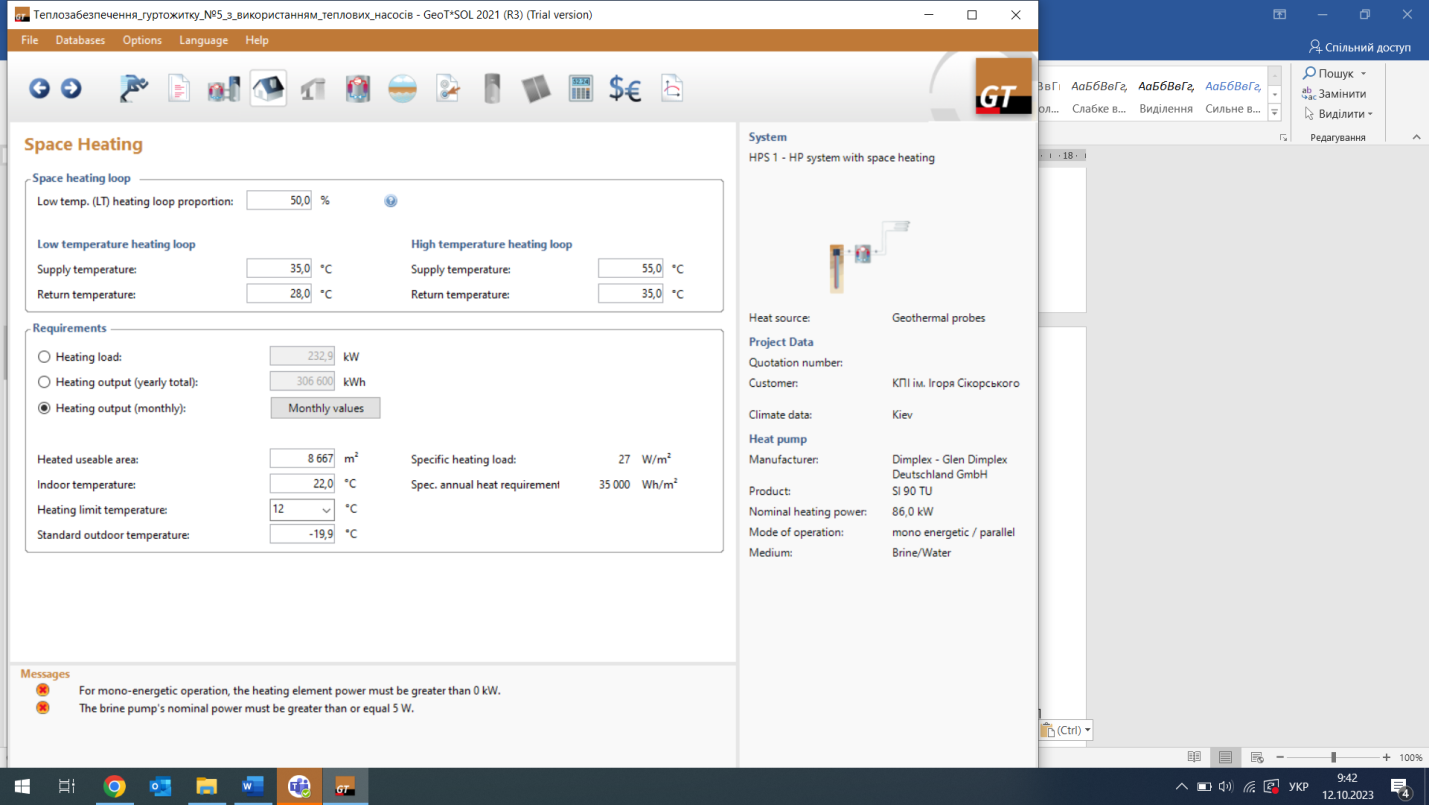 Теплозабезпечення_гуртожитку_№5_з_використанням_теплових_насосів - GeoT*SOL 2021 (R3) (Trial version)
File Databases Options Language Help
Спільний доступ
GT
АаБбВвГг, АаБбВвГг, АаБбВвГг,
Слабке в... Виділення Сильне в...
Пошук
Замінити
Виділити
Редагування
18
Space Heating
Space heating loop
Low temp. (LT) heating loop proportion: 50,0 %
Low temperature heating loop High temperature heating loop
Supply temperature: 35,0 °C Supply temperature: 55,0 °C
Return temperature: 28,0 °C Return temperature: 35,0 °C
Requirements
Heating load: 232,9 kW
Heating output (yearly total): 306 600 kWh
Heating output (monthly): Monthly values
Heated useable area: 8 667 m² Specific heating load: 27 W/m²
Indoor temperature: 22,0 °C Spec. annual heat requirement 35 000 Wh/m²
Heating limit temperature: 12 °C
Standard outdoor temperature: -19,9 °C
System
HPS 1 - HP system with space heating
Heat source: Geothermal probes
Project Data
Quotation number:
Customer: КПІ ім. Ігоря Сікорського
Climate data: Kiev
Heat pump
Manufacturer: Dimplex - Glen Dimplex
Deutschland GmbH
Product: SI 90 TU
Nominal heating power: 86,0 kW
Mode of operation: mono energetic / parallel
Medium: Brine/Water
Messages
For mono-energetic operation, the heating element power must be greater than 0 kW.
The brine pump's nominal power must be greater than or equal 5 W.
(Ctrl)
100%
УКР
9:42
12.10.2023
4